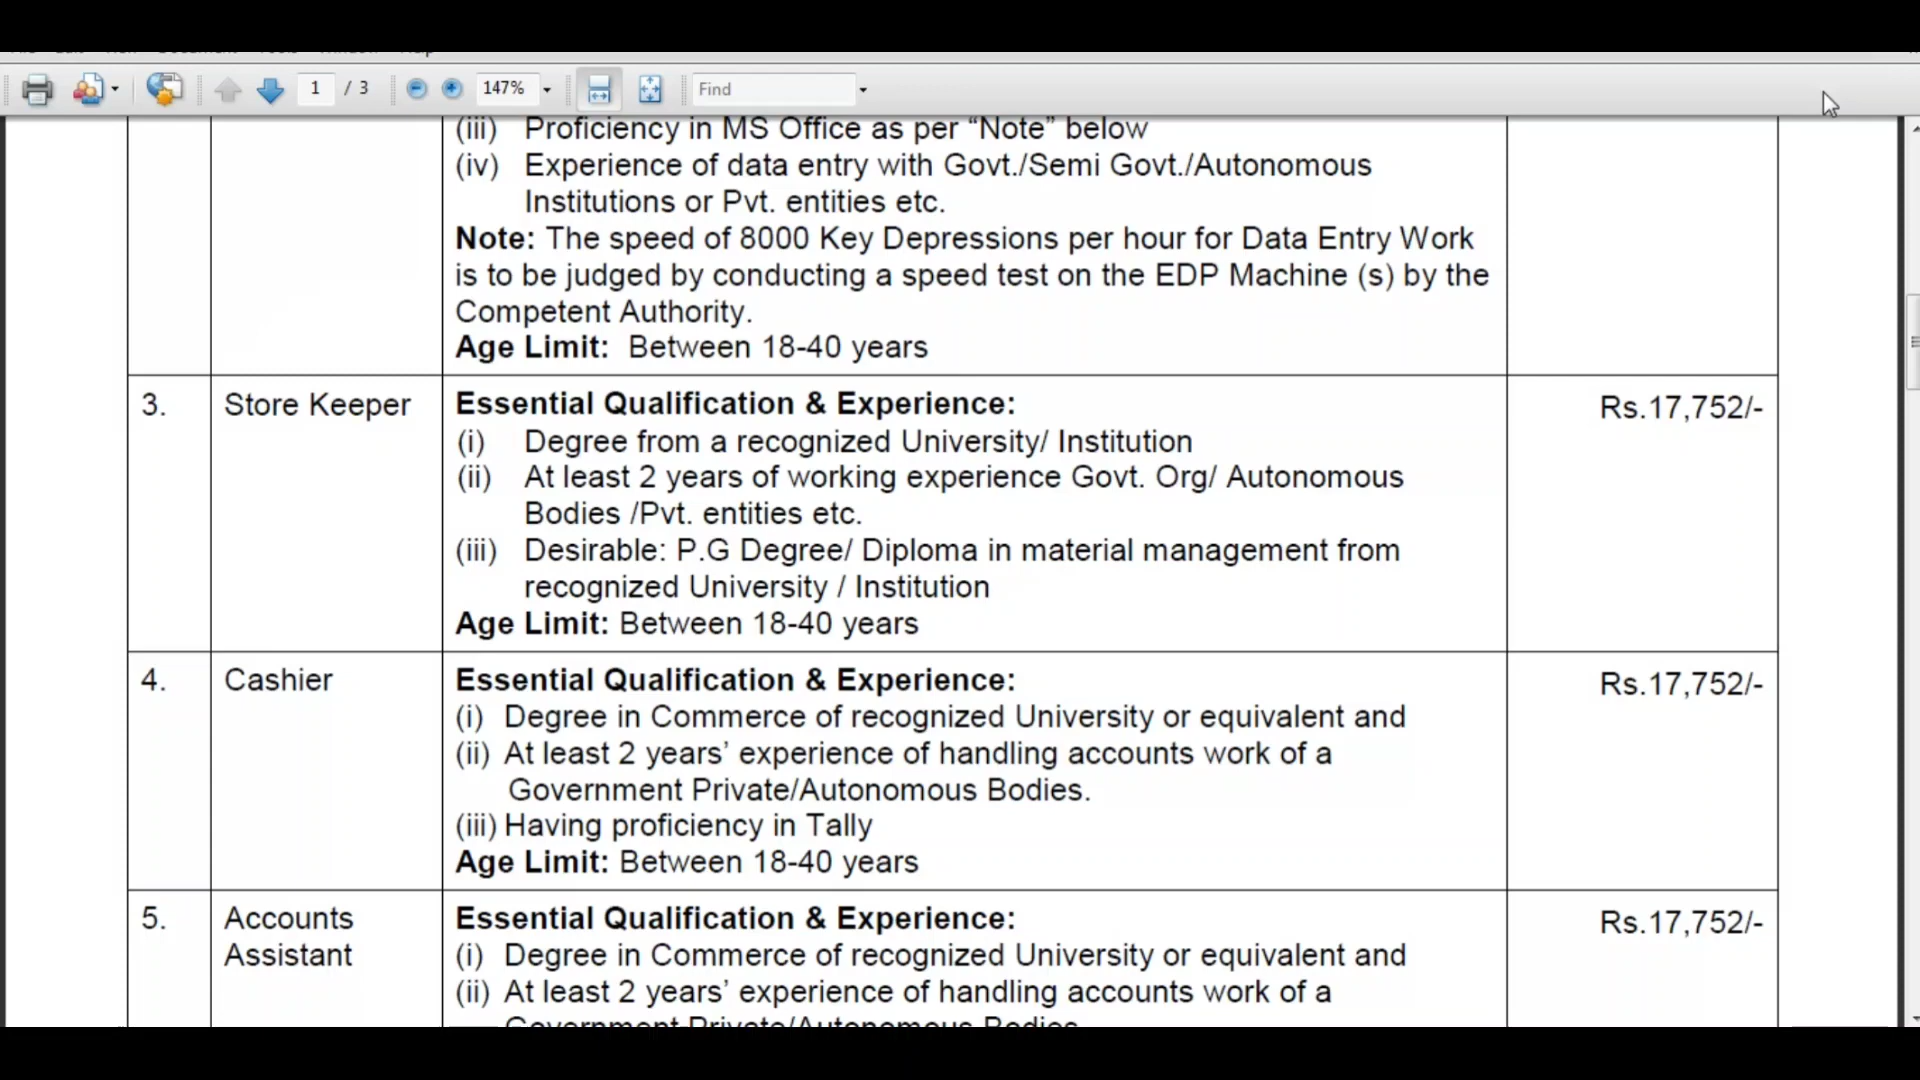 1 / 3 147% Find
(iii) Proficiency in MS Office as per “Note” below
(iv) Experience of data entry with Govt./Semi Govt./Autonomous
Institutions or Pvt. entities etc.
Note: The speed of 8000 Key Depressions per hour for Data Entry Work
is to be judged by conducting a speed test on the EDP Machine (s) by the
Competent Authority.
Age Limit: Between 18-40 years
3. Store Keeper Essential Qualification & Experience: Rs.17,752/-
(i) Degree from a recognized University/ Institution
(ii) At least 2 years of working experience Govt. Org/ Autonomous
Bodies /Pvt. entities etc.
(iii) Desirable: P.G Degree/ Diploma in material management from
recognized University / Institution
Age Limit: Between 18-40 years
4. Cashier Essential Qualification & Experience: Rs.17,752/-
(i) Degree in Commerce of recognized University or equivalent and
(ii) At least 2 years’ experience of handling accounts work of a
Government Private/Autonomous Bodies.
(iii) Having proficiency in Tally
Age Limit: Between 18-40 years
5. Accounts Essential Qualification & Experience: Rs.17,752/-
Assistant (i) Degree in Commerce of recognized University or equivalent and
(ii) At least 2 years’ experience of handling accounts work of a
Government Private/Autonomous Bodies